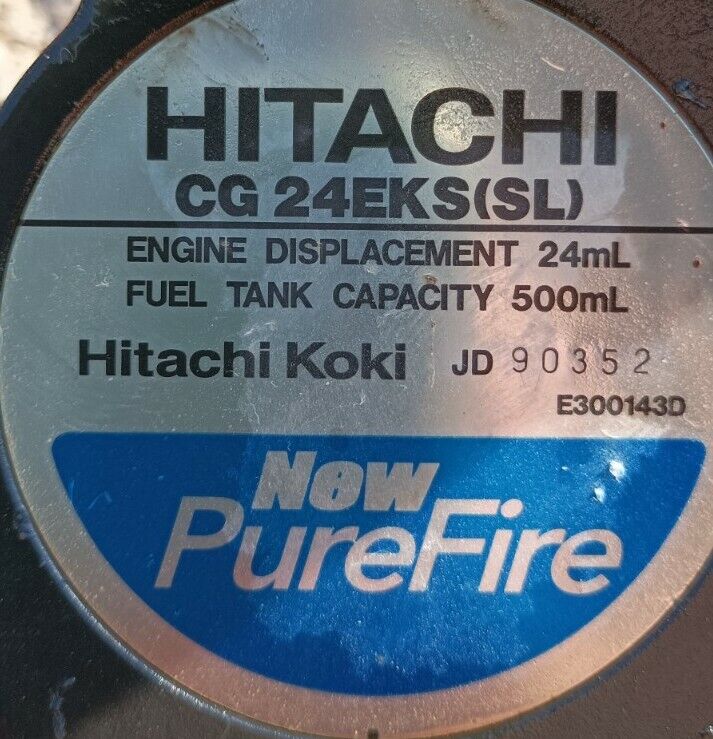 HITACHI
CG 24EKS(SL)
ENGINE DISPLACEMENT 24mL
FUEL TANK CAPACITY 500mL
Hitachi Koki JD 90352
E300143D
New
PureFire